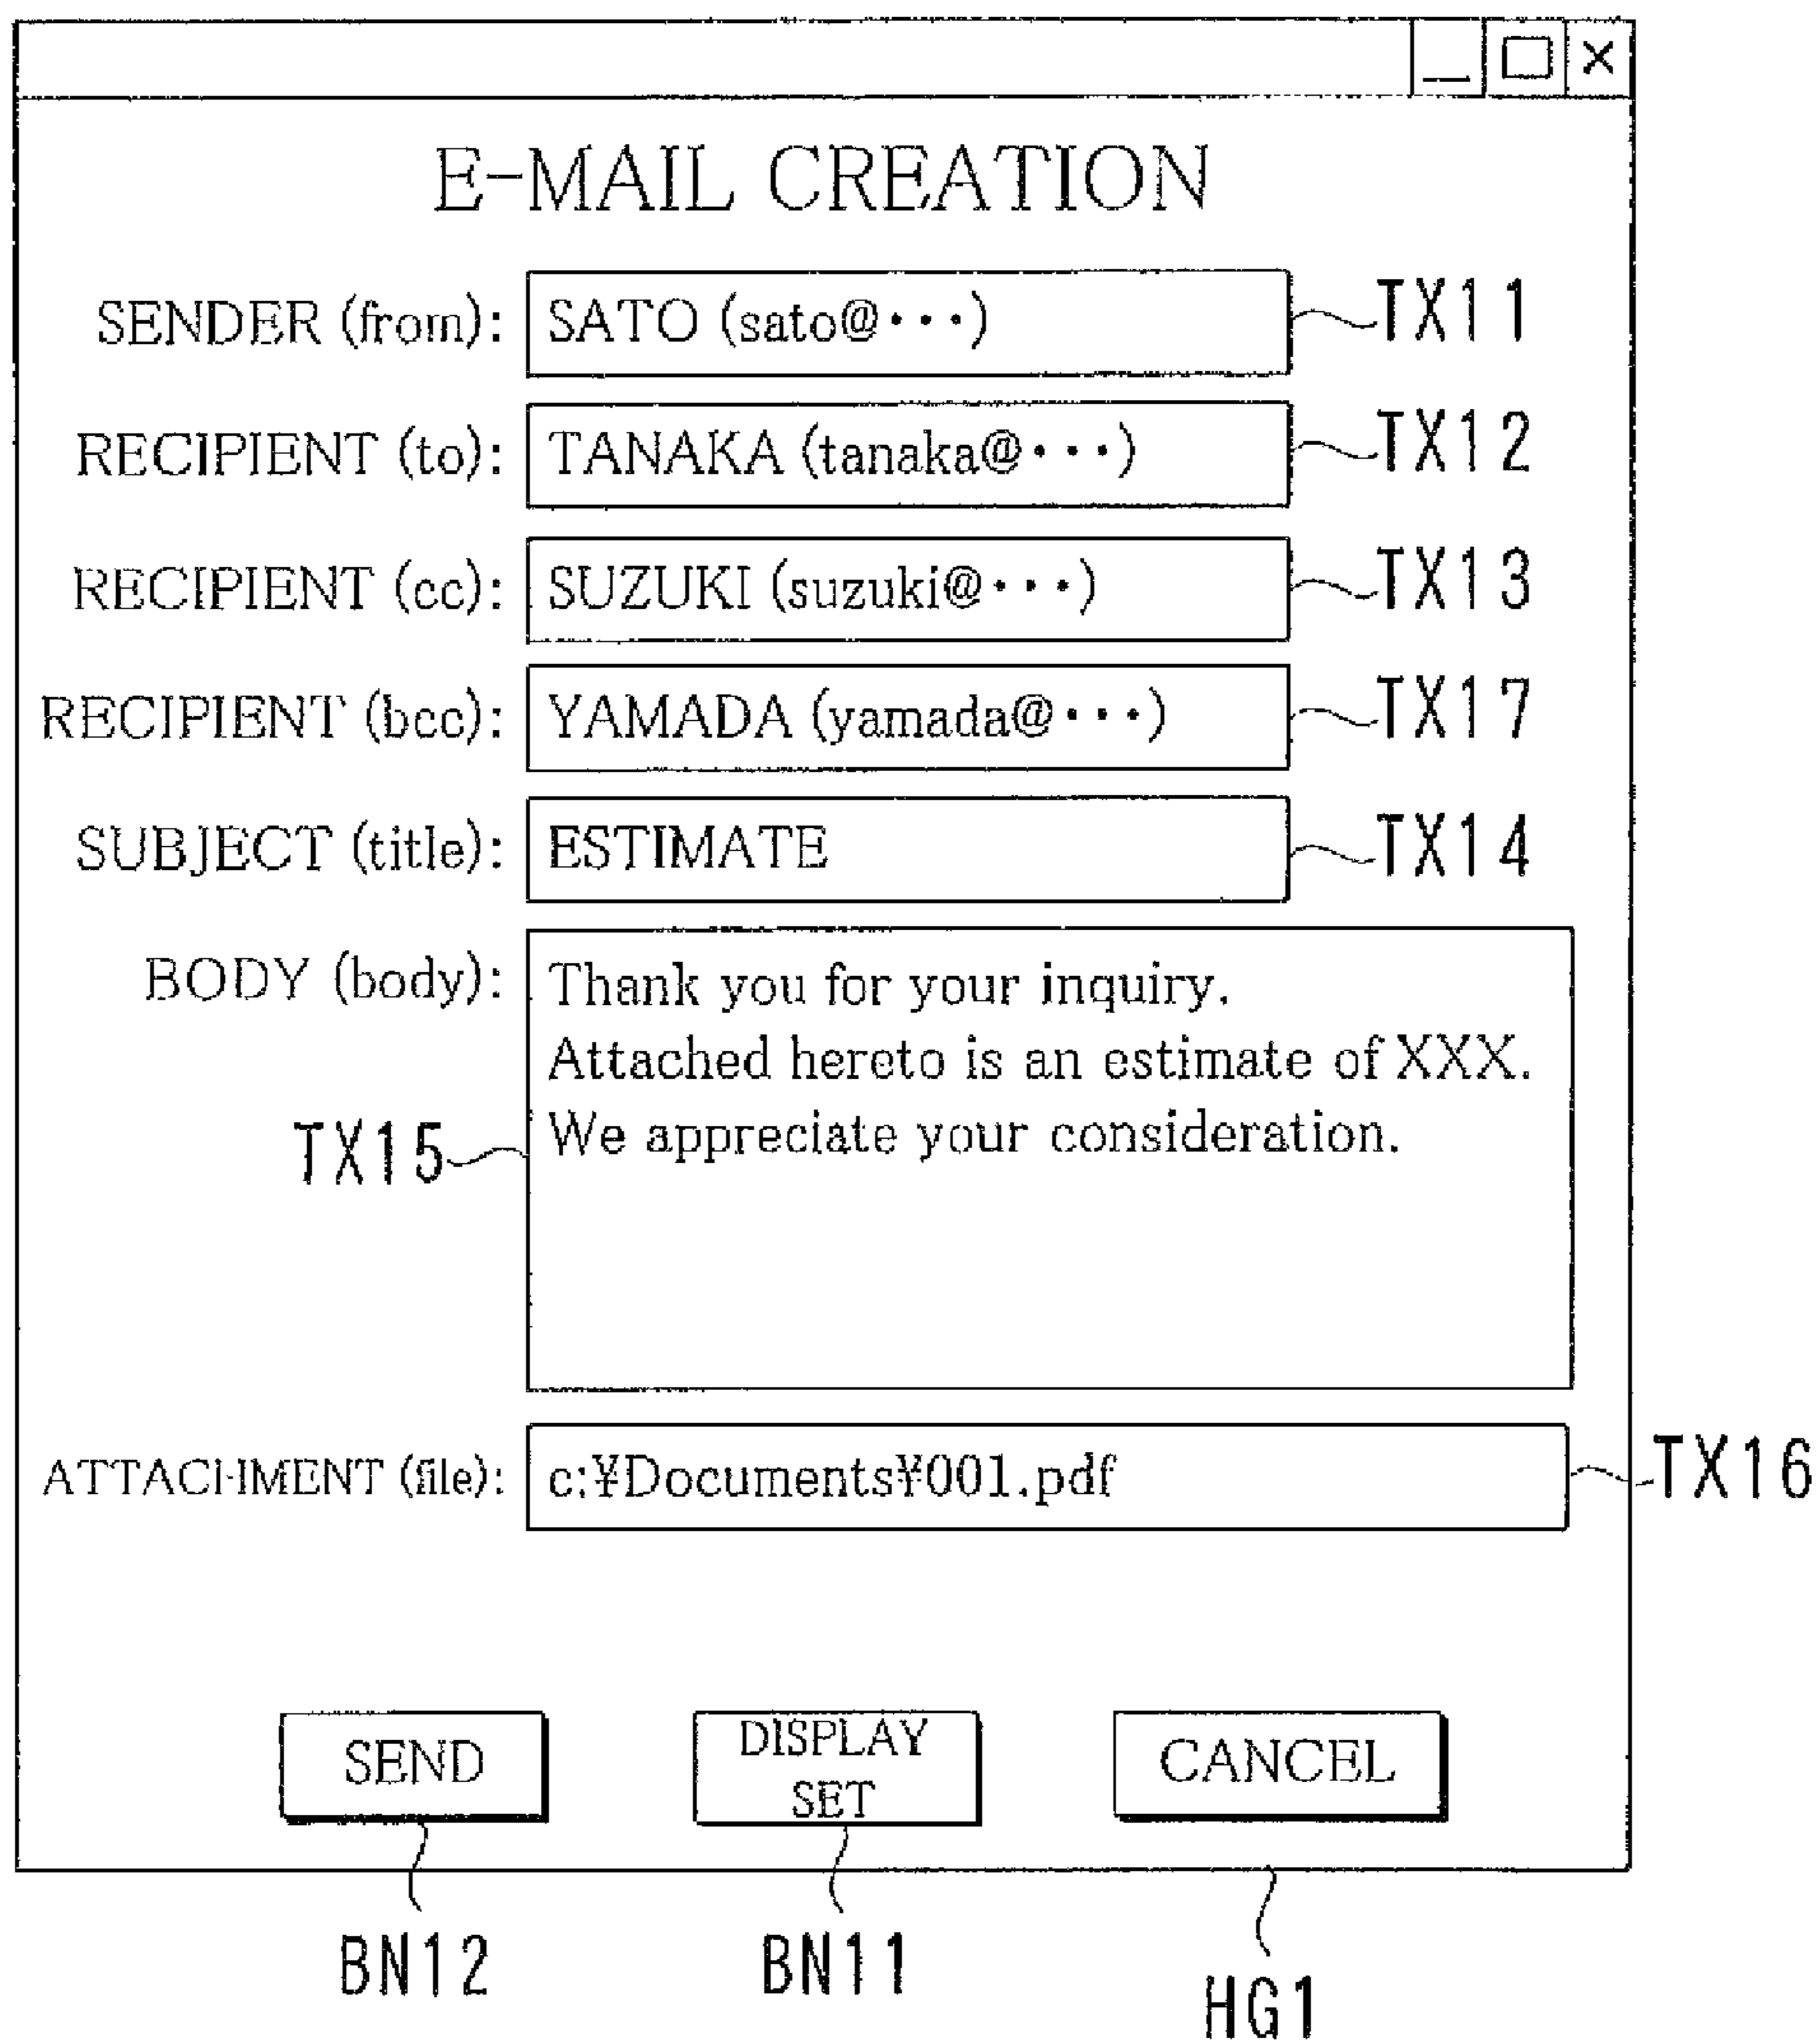 E-MAIL CREATION
SENDER (from): SATO (sato@･･･) TX11
RECIPIENT (to): TANAKA (tanaka@･･･) TX12
RECIPIENT (cc): SUZUKI (suzuki@･･･) TX13
RECIPIENT (bcc): YAMADA (yamada@･･･) TX17
SUBJECT (title): ESTIMATE TX14
BODY (body): Thank you for your inquiry.
Attached hereto is an estimate of XXX.
We appreciate your consideration.
TX15
ATTACHMENT (file): c:¥Documents¥001.pdf TX16
SEND
DISPLAY
SET
CANCEL
BN12
BN11
HG1